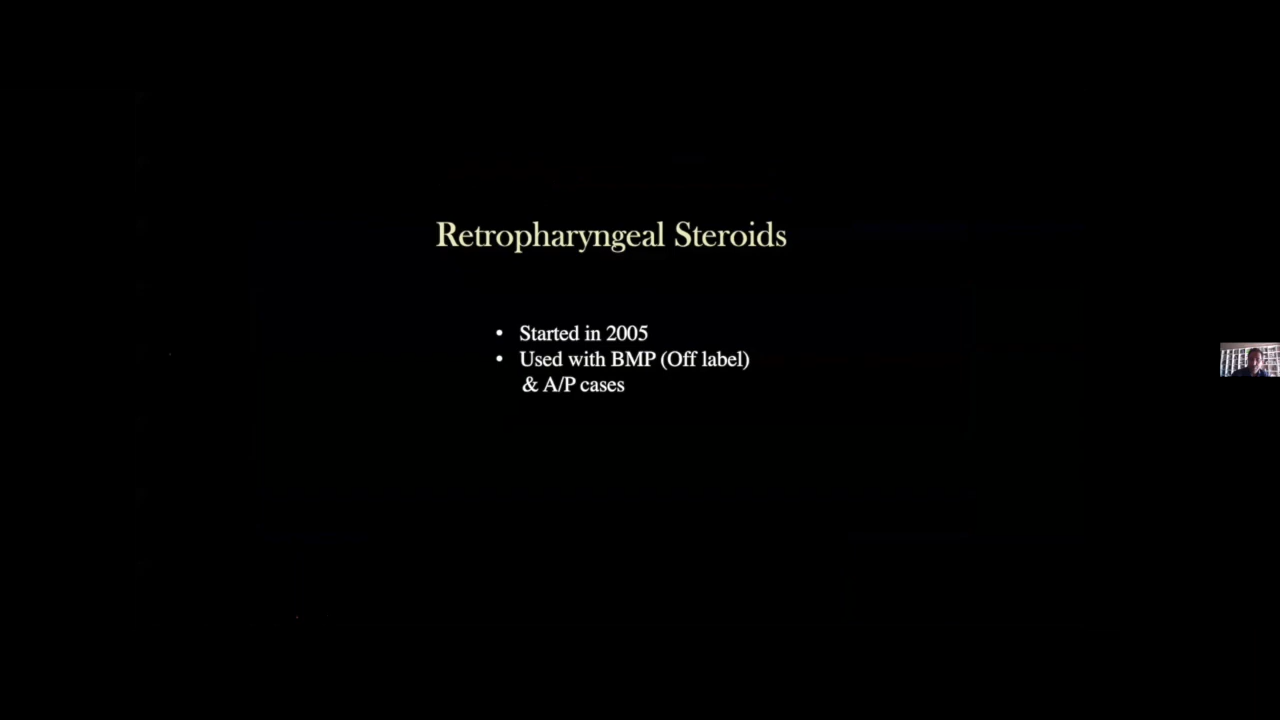 Retropharyngeal Steroids
• Started in 2005
• Used with BMP (Off label)
& A/P cases